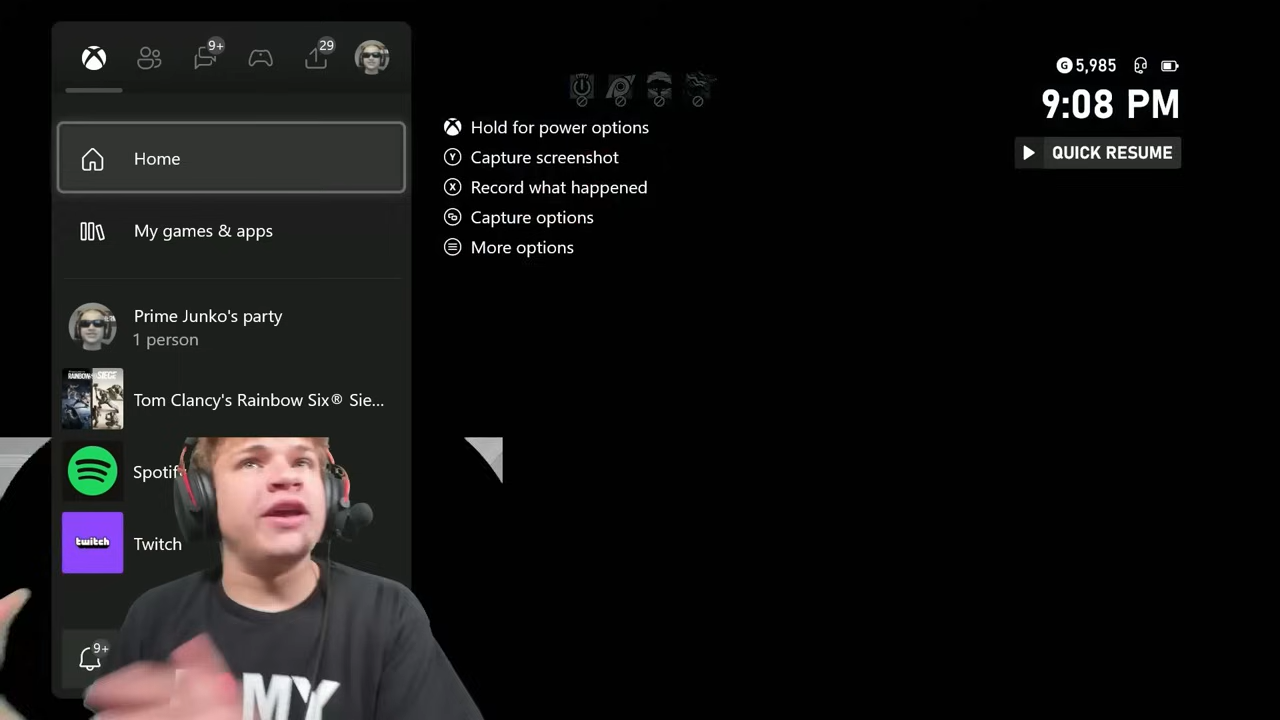 9+
29
Home
My games & apps
Prime Junko's party
1 person
Tom Clancy's Rainbow Six® Sie...
Spotif
twitch
Twitch
9+
Hold for power options
Y Capture screenshot
X Record what happened
Capture options
More options
G 5,985
9:08 PM
QUICK RESUME
MY